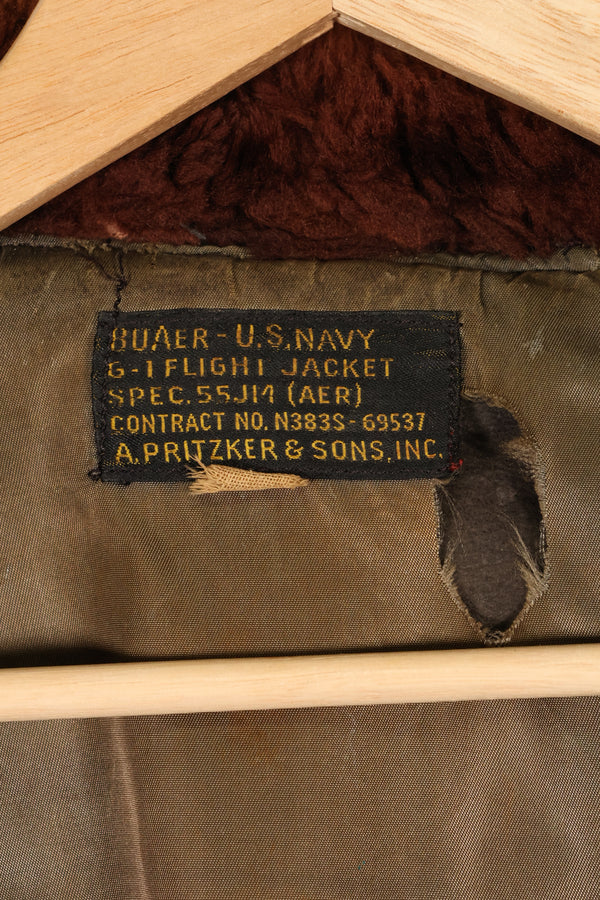 BUAER - U.S. NAVY
G-1 FLIGHT JACKET
SPEC. 55J14 (AER)
CONTRACT NO. N383S-69537
A. PRITZKER & SONS, INC.